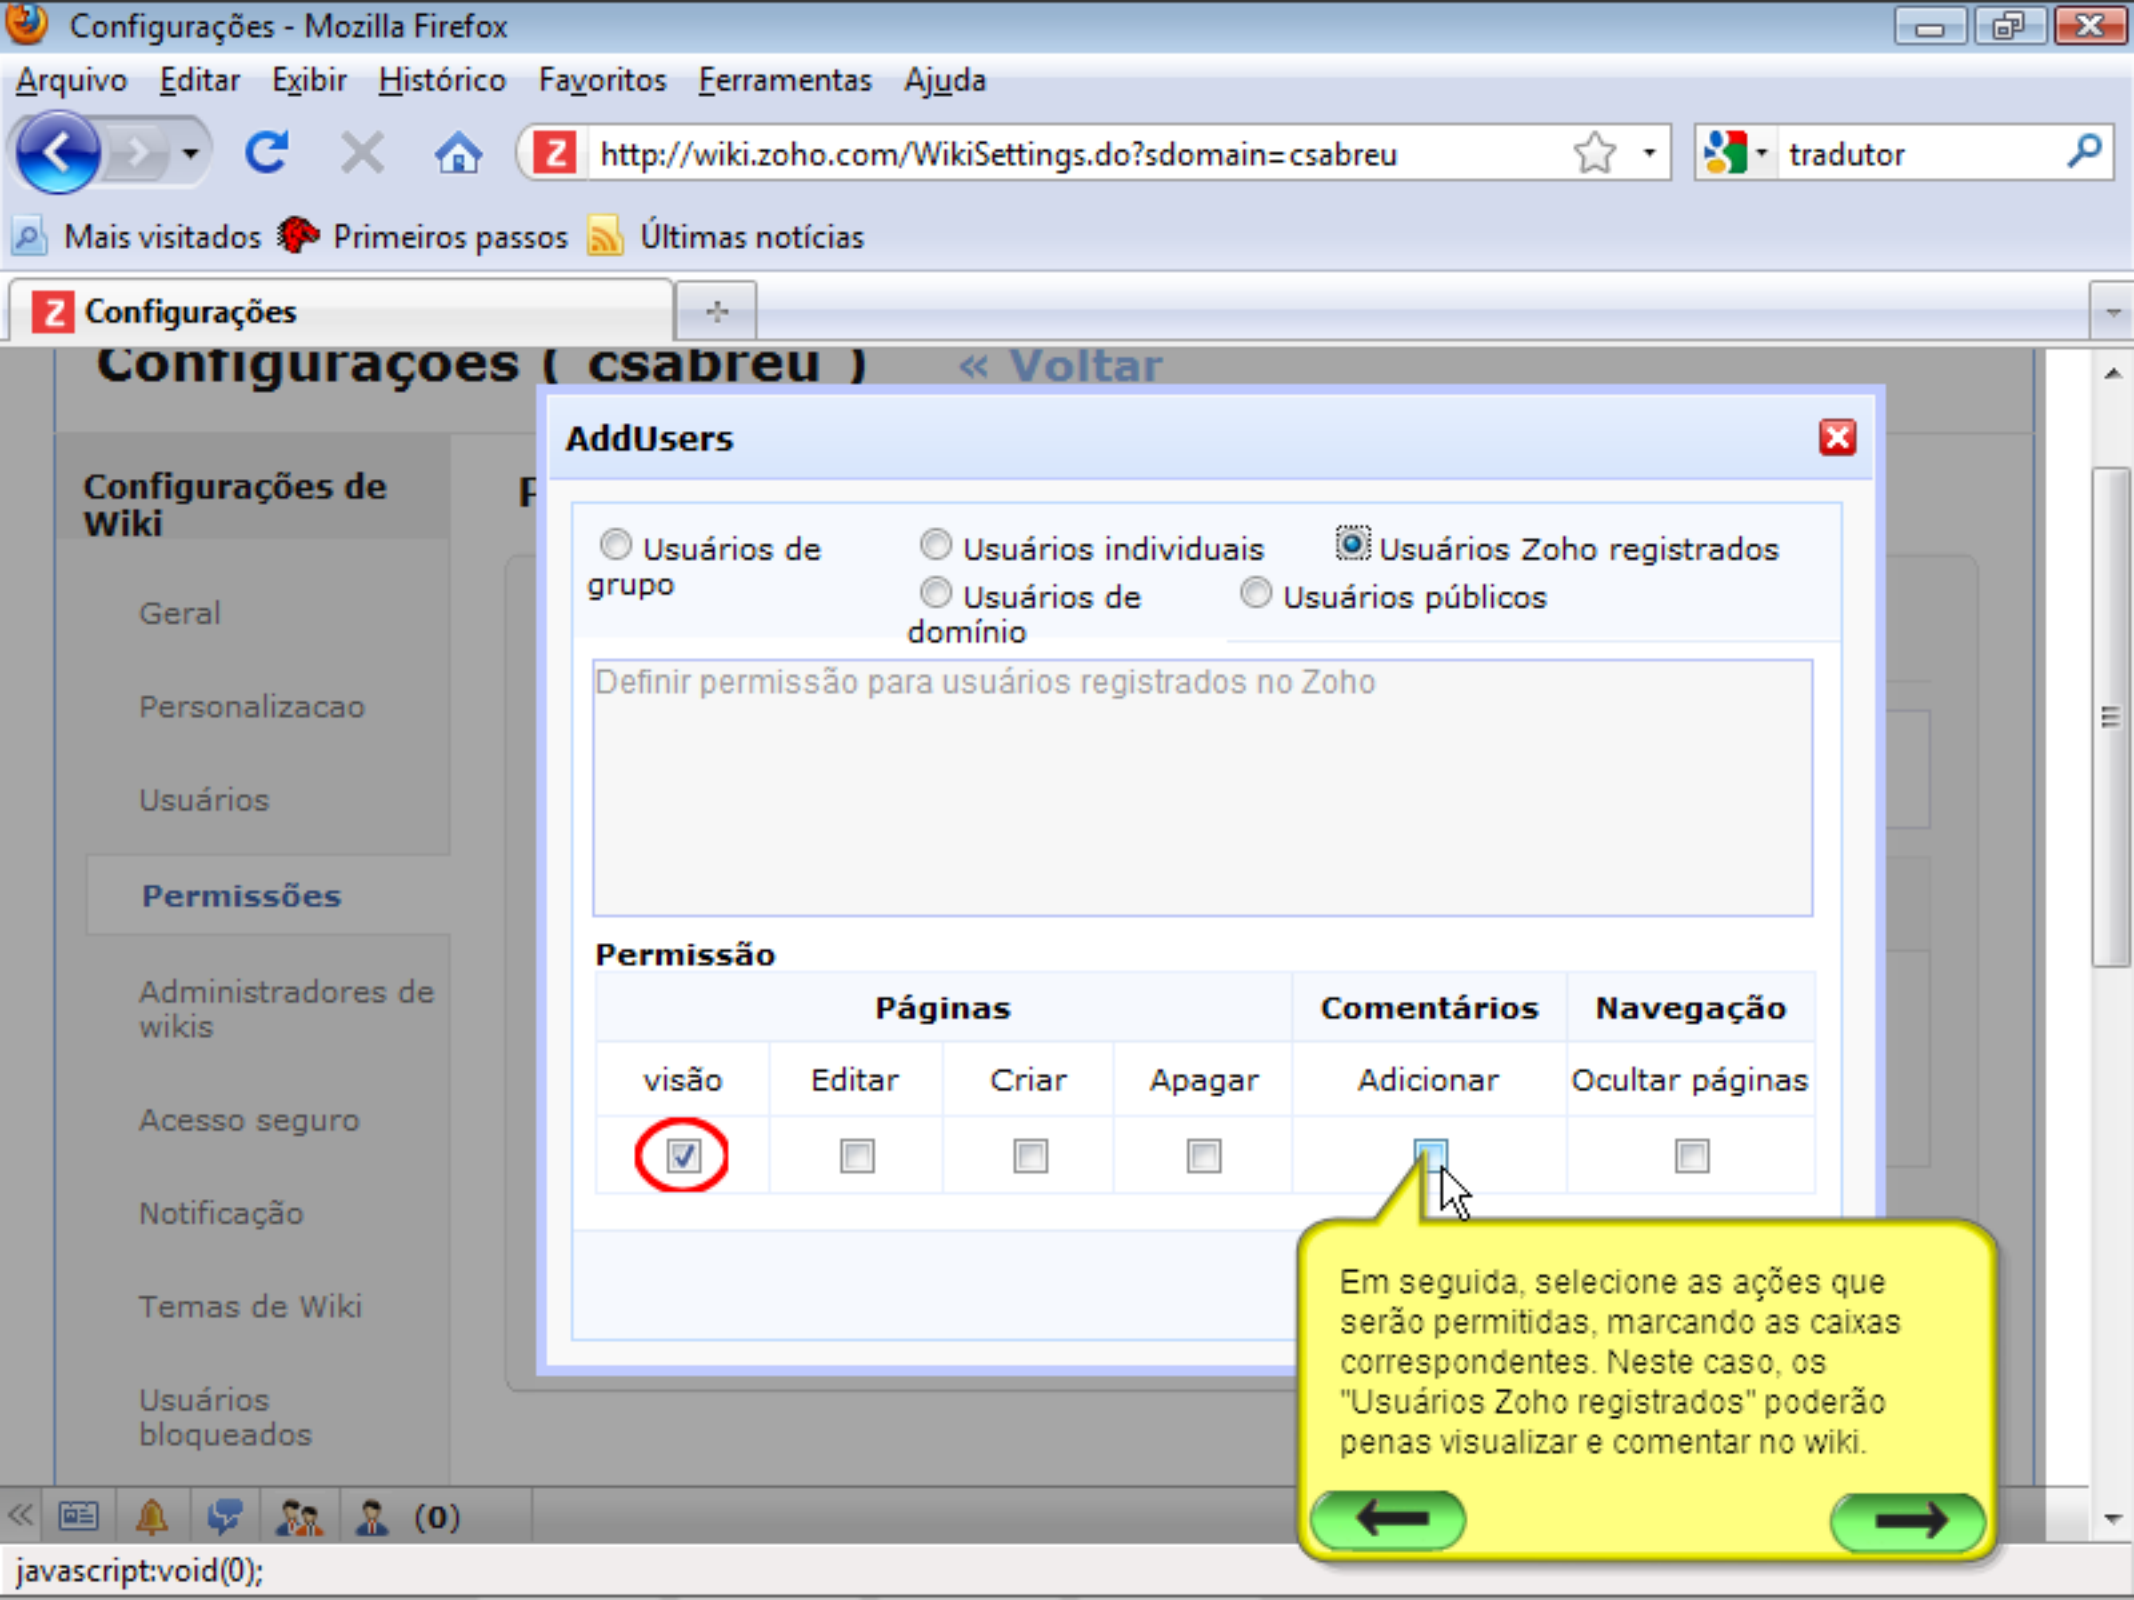 Configurações - Mozilla Firefox
Arquivo Editar Exibir Histórico Favoritos Ferramentas Ajuda
http://wiki.zoho.com/WikiSettings.do?sdomain=csabreu
tradutor
Mais visitados Primeiros passos Últimas notícias
Z Configurações
Configurações ( csabreu ) « Voltar
AddUsers
Configurações de
Wiki
Geral
Personalizacao
Usuários
Permissões
Administradores de
wikis
Acesso seguro
Notificação
Temas de Wiki
Usuários
bloqueados
Usuários de
grupo
Usuários individuais
Usuários Zoho registrados
Usuários de
domínio
Usuários públicos
Definir permissão para usuários registrados no Zoho
Permissão
Páginas Comentários Navegação
visão Editar Criar Apagar Adicionar Ocultar páginas
Em seguida, selecione as ações que
serão permitidas, marcando as caixas
correspondentes. Neste caso, os
"Usuários Zoho registrados" poderão
penas visualizar e comentar no wiki.
(0)
javascript:void(0);